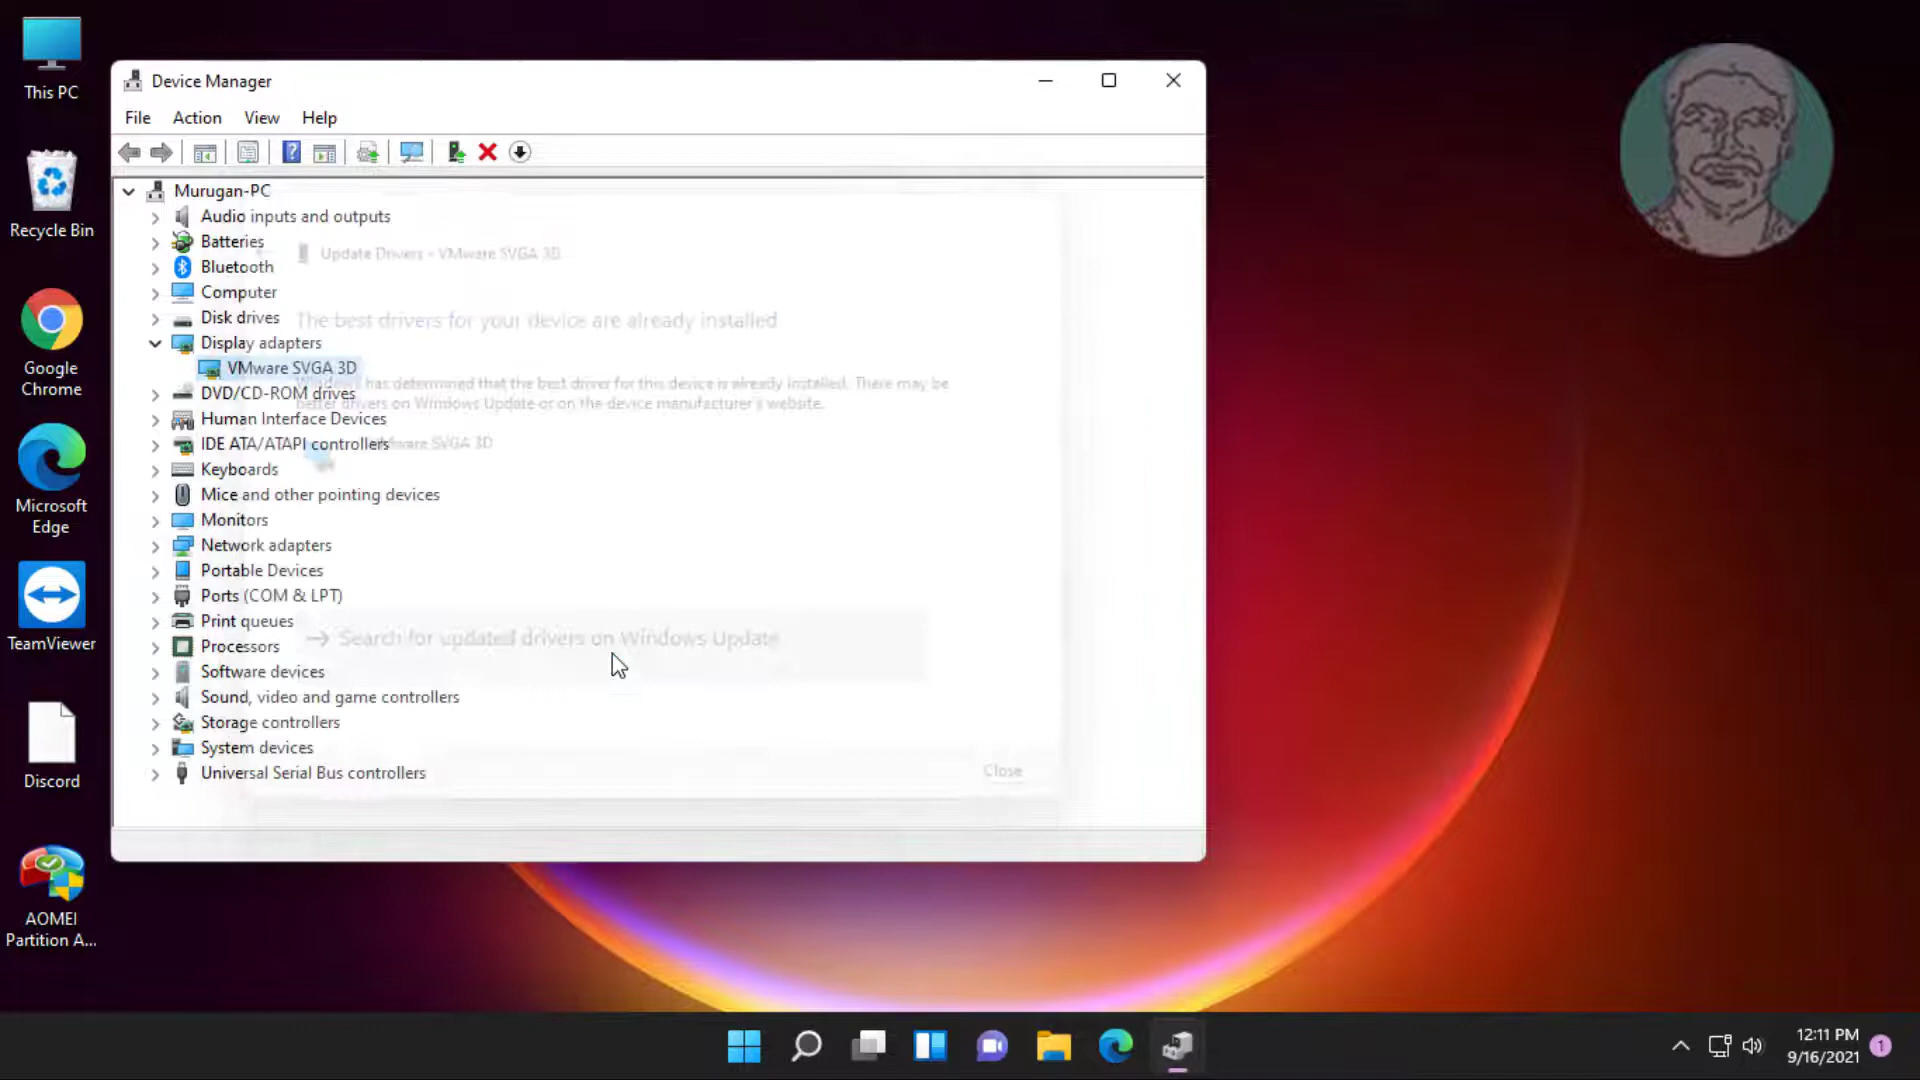 This PC
Recycle Bin
Google
Chrome
Microsoft
Edge
TeamViewer
Discord
AOMEI
Partition A...
Device Manager
File Action View Help
Murugan-PC
Audio inputs and outputs
Batteries
Bluetooth
Computer
Disk drives
Display adapters
VMware SVGA 3D
DVD/CD-ROM drives
Human Interface Devices
IDE ATA/ATAPI controllers
Keyboards
Mice and other pointing devices
Monitors
Network adapters
Portable Devices
Ports (COM & LPT)
Print queues
Processors
Software devices
Sound, video and game controllers
Storage controllers
System devices
Universal Serial Bus controllers
Update Drivers - VMware SVGA 3D
The best drivers for your device are already installed
Windows has determined that the best driver for this device is already installed. There may be
better drivers on Windows Update or on the device manufacturer's website.
VMware SVGA 3D
Search for updated drivers on Windows Update
Close
12:11 PM
9/16/2021
1